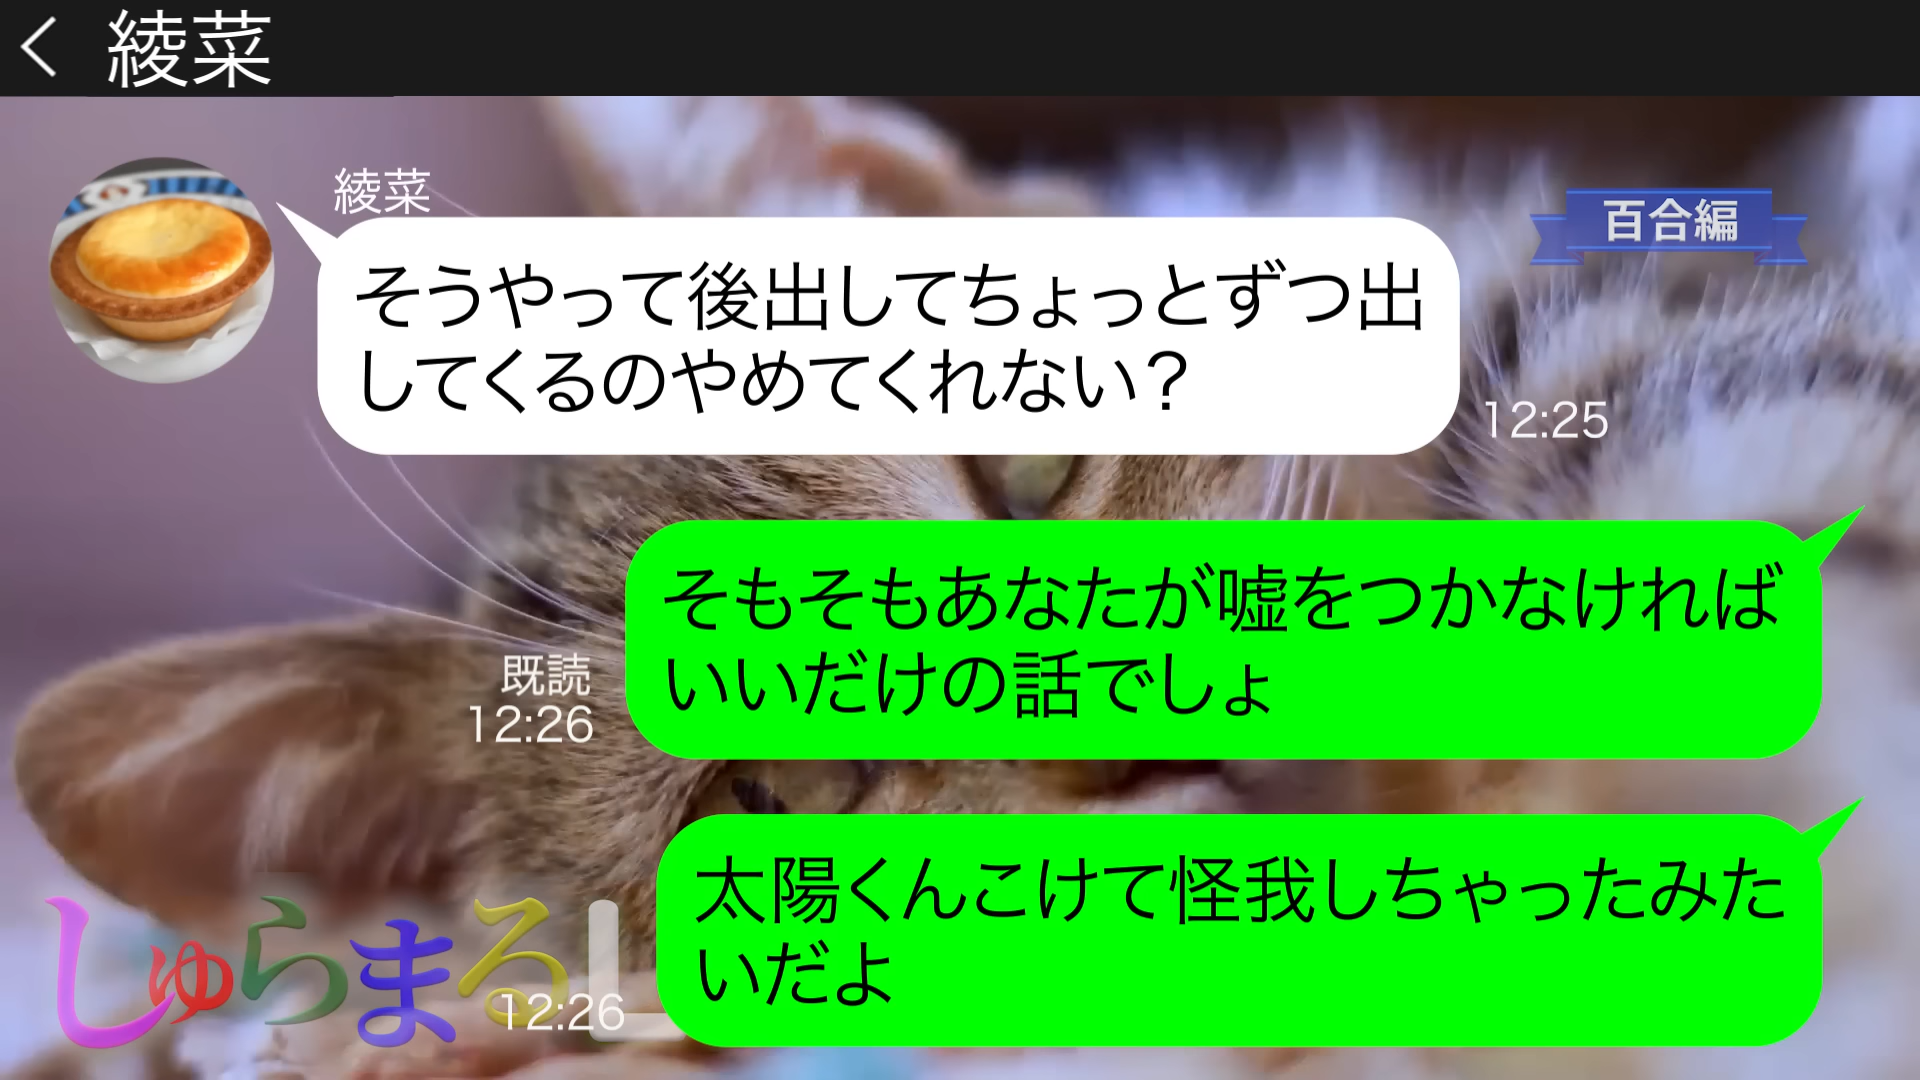 綾菜
綾菜
百合編
そうやって後出してちょっとずつ出
してくるのやめてくれない？
12:25
そもそもあなたが嘘をつかなければ
いいだけの話でしょ
既読
12:26
太陽くんこけて怪我しちゃったみた
いだよ
12:26
しゅらまるL